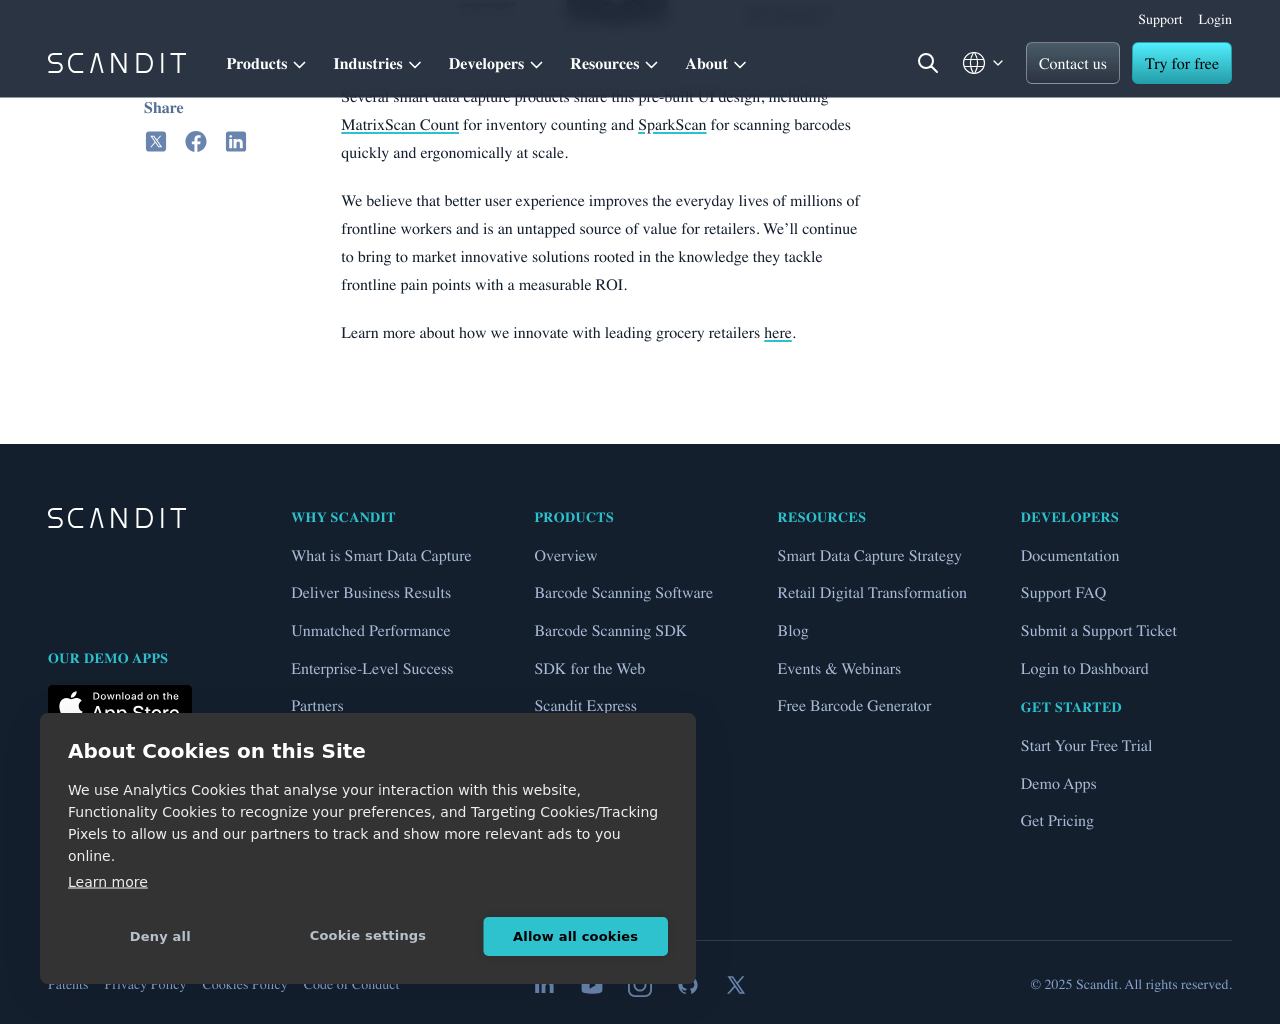 Support Login
SCANDIT Products Industries Developers Resources About Contact us Try for free
Share
Several smart data capture products share this pre-built UI design, including
MatrixScan Count for inventory counting and SparkScan for scanning barcodes
quickly and ergonomically at scale.
We believe that better user experience improves the everyday lives of millions of
frontline workers and is an untapped source of value for retailers. We’ll continue
to bring to market innovative solutions rooted in the knowledge they tackle
frontline pain points with a measurable ROI.
Learn more about how we innovate with leading grocery retailers here.
SCANDIT
OUR DEMO APPS
Download on the
App Store
WHY SCANDIT
What is Smart Data Capture
Deliver Business Results
Unmatched Performance
Enterprise-Level Success
Partners
PRODUCTS
Overview
Barcode Scanning Software
Barcode Scanning SDK
SDK for the Web
Scandit Express
RESOURCES
Smart Data Capture Strategy
Retail Digital Transformation
Blog
Events & Webinars
Free Barcode Generator
DEVELOPERS
Documentation
Support FAQ
Submit a Support Ticket
Login to Dashboard
GET STARTED
Start Your Free Trial
Demo Apps
Get Pricing
About Cookies on this Site
We use Analytics Cookies that analyse your interaction with this website,
Functionality Cookies to recognize your preferences, and Targeting Cookies/Tracking
Pixels to allow us and our partners to track and show more relevant ads to you
online.
Learn more
Deny all Cookie settings Allow all cookies
Patents Privacy Policy Cookies Policy Code of Conduct
© 2025 Scandit. All rights reserved.